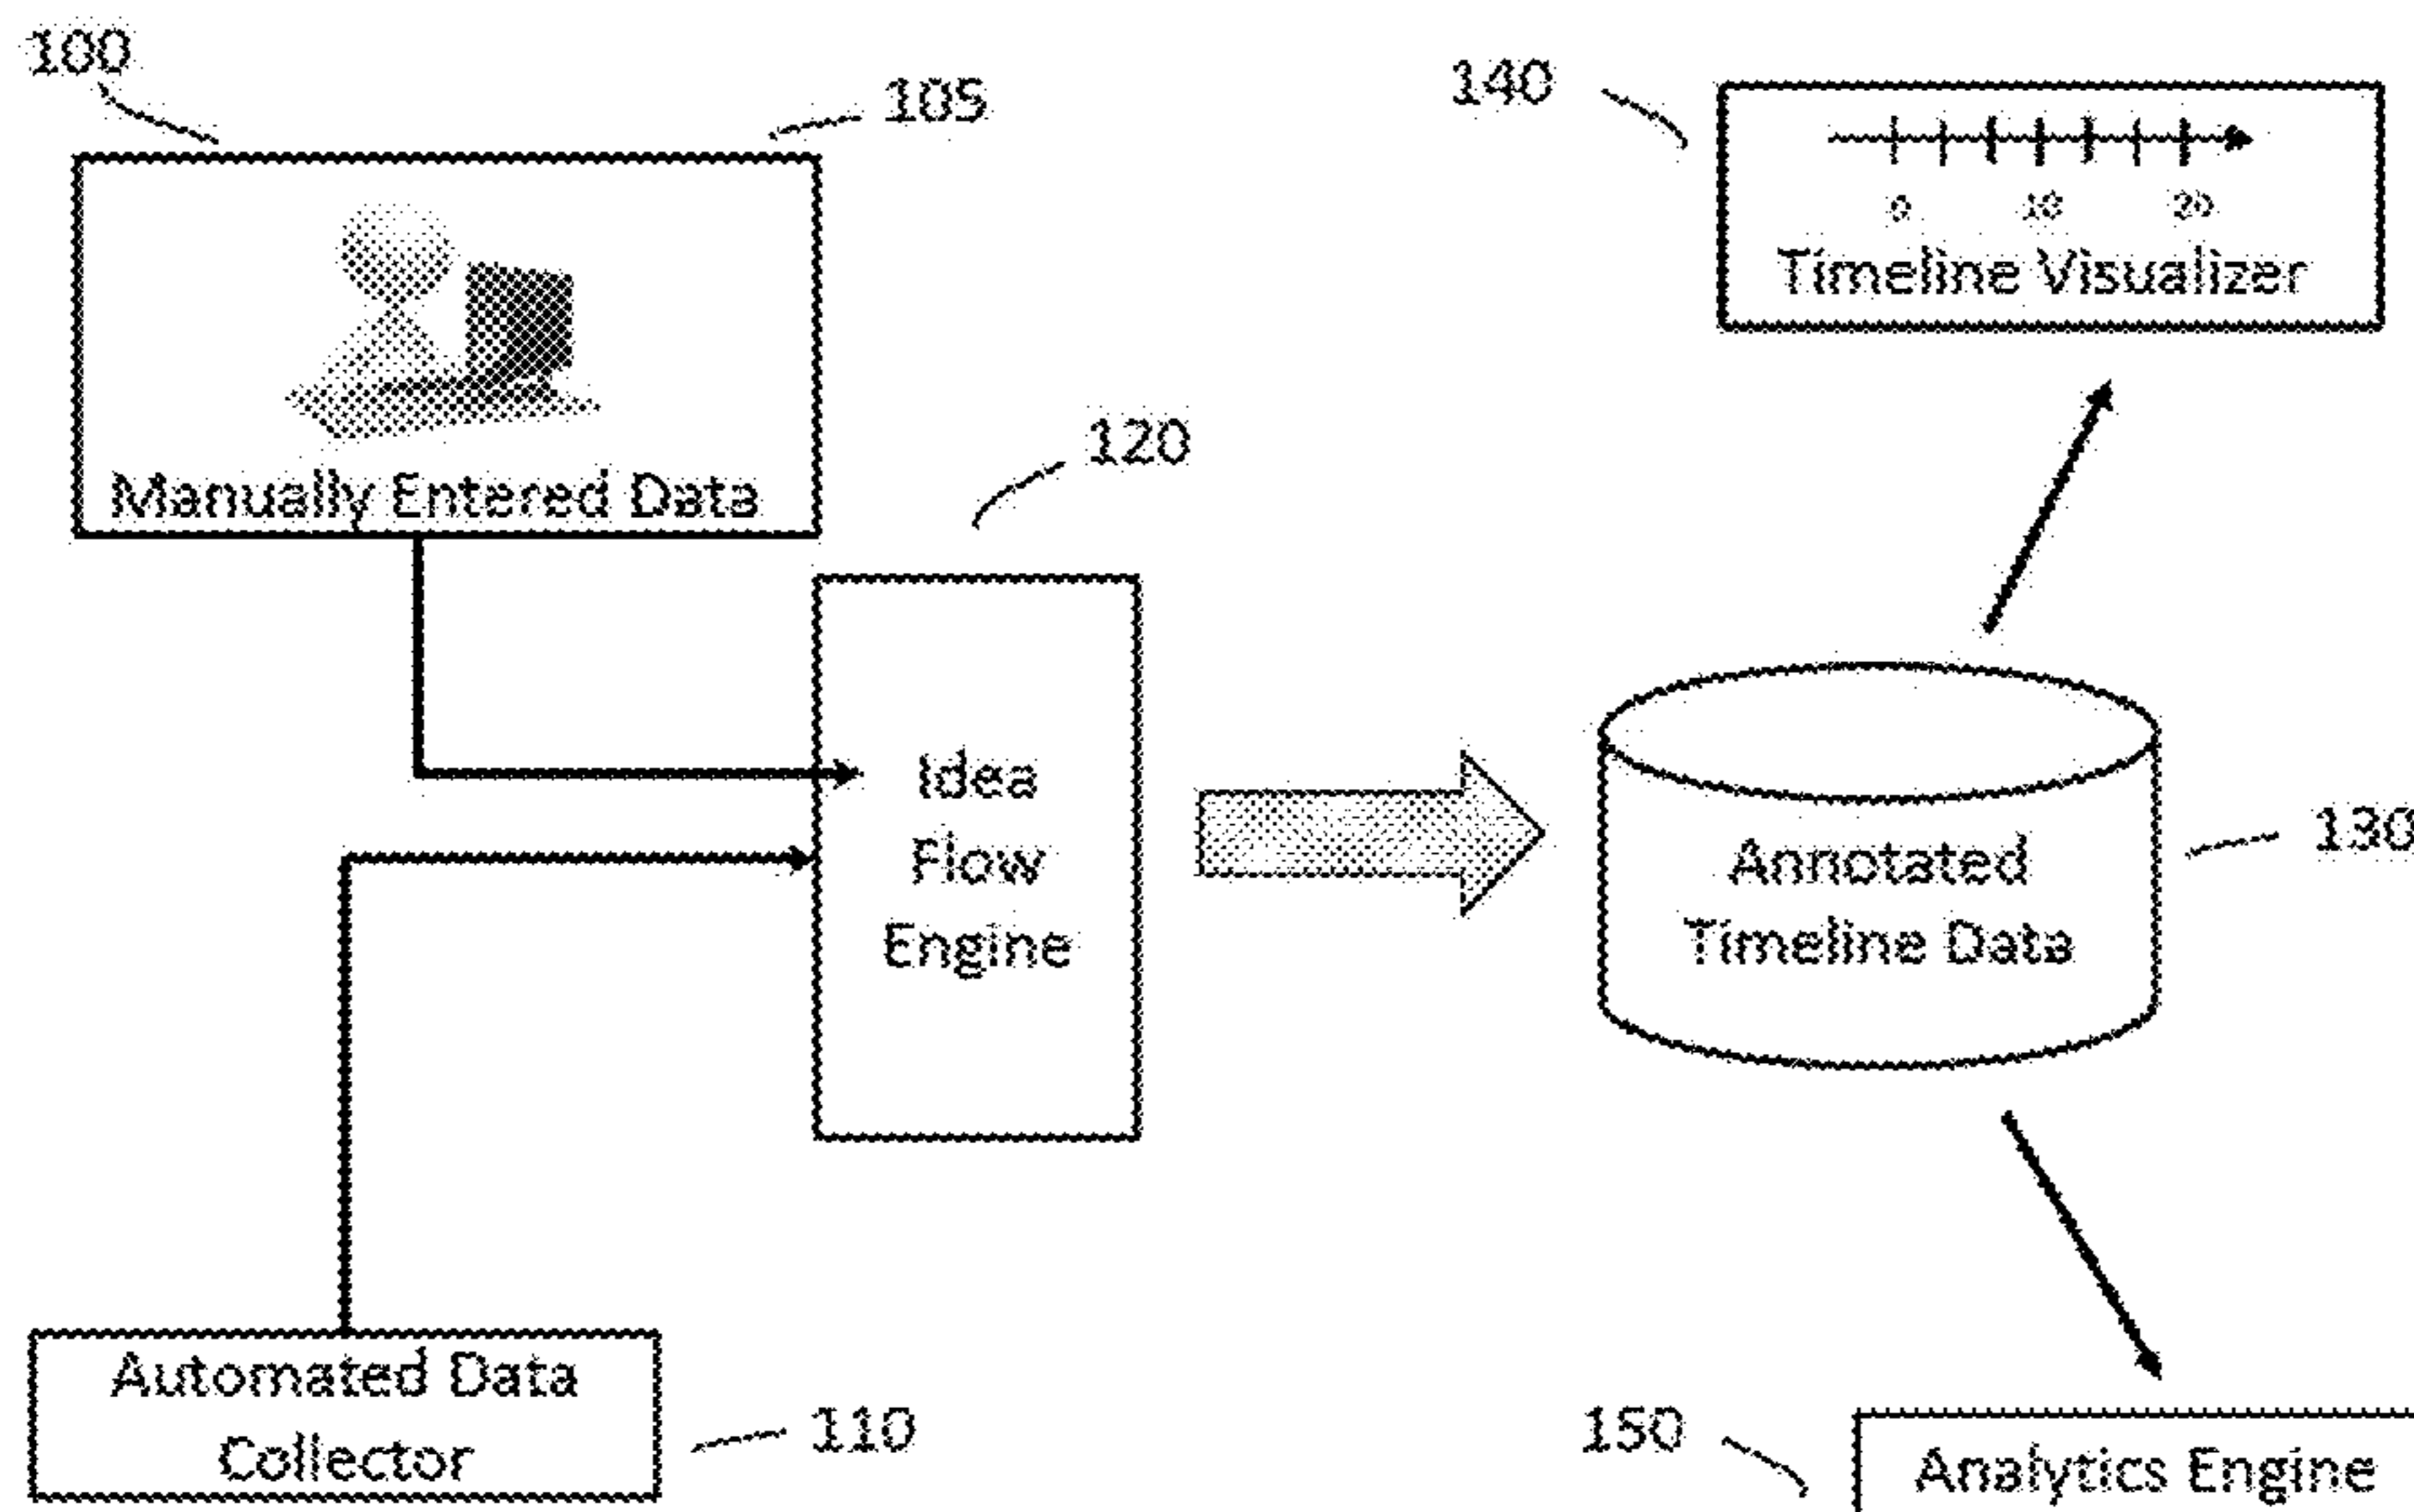 100
105
Manually Entered Data
120
Idea
Flow
Engine
Automated Data
Collector
110
140
0 10 20
Timeline Visualizer
Annotated
Timeline Data
130
150
Analytics Engine